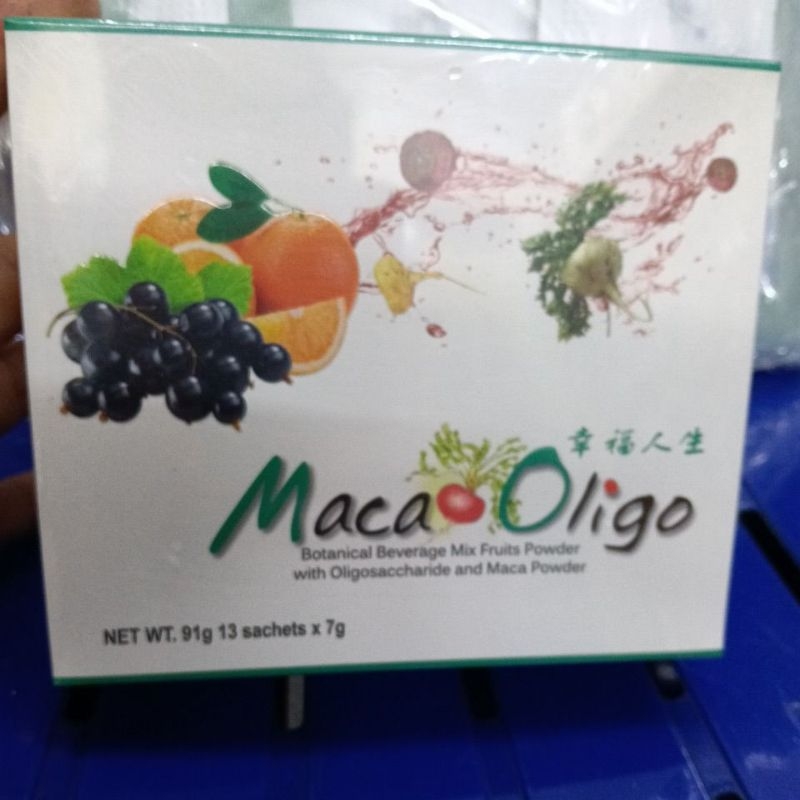 幸福人生
Maca Oligo
Botanical Beverage Mix Fruits Powder
with Oligosaccharide and Maca Powder
NET WT. 91g 13 sachets x 7g